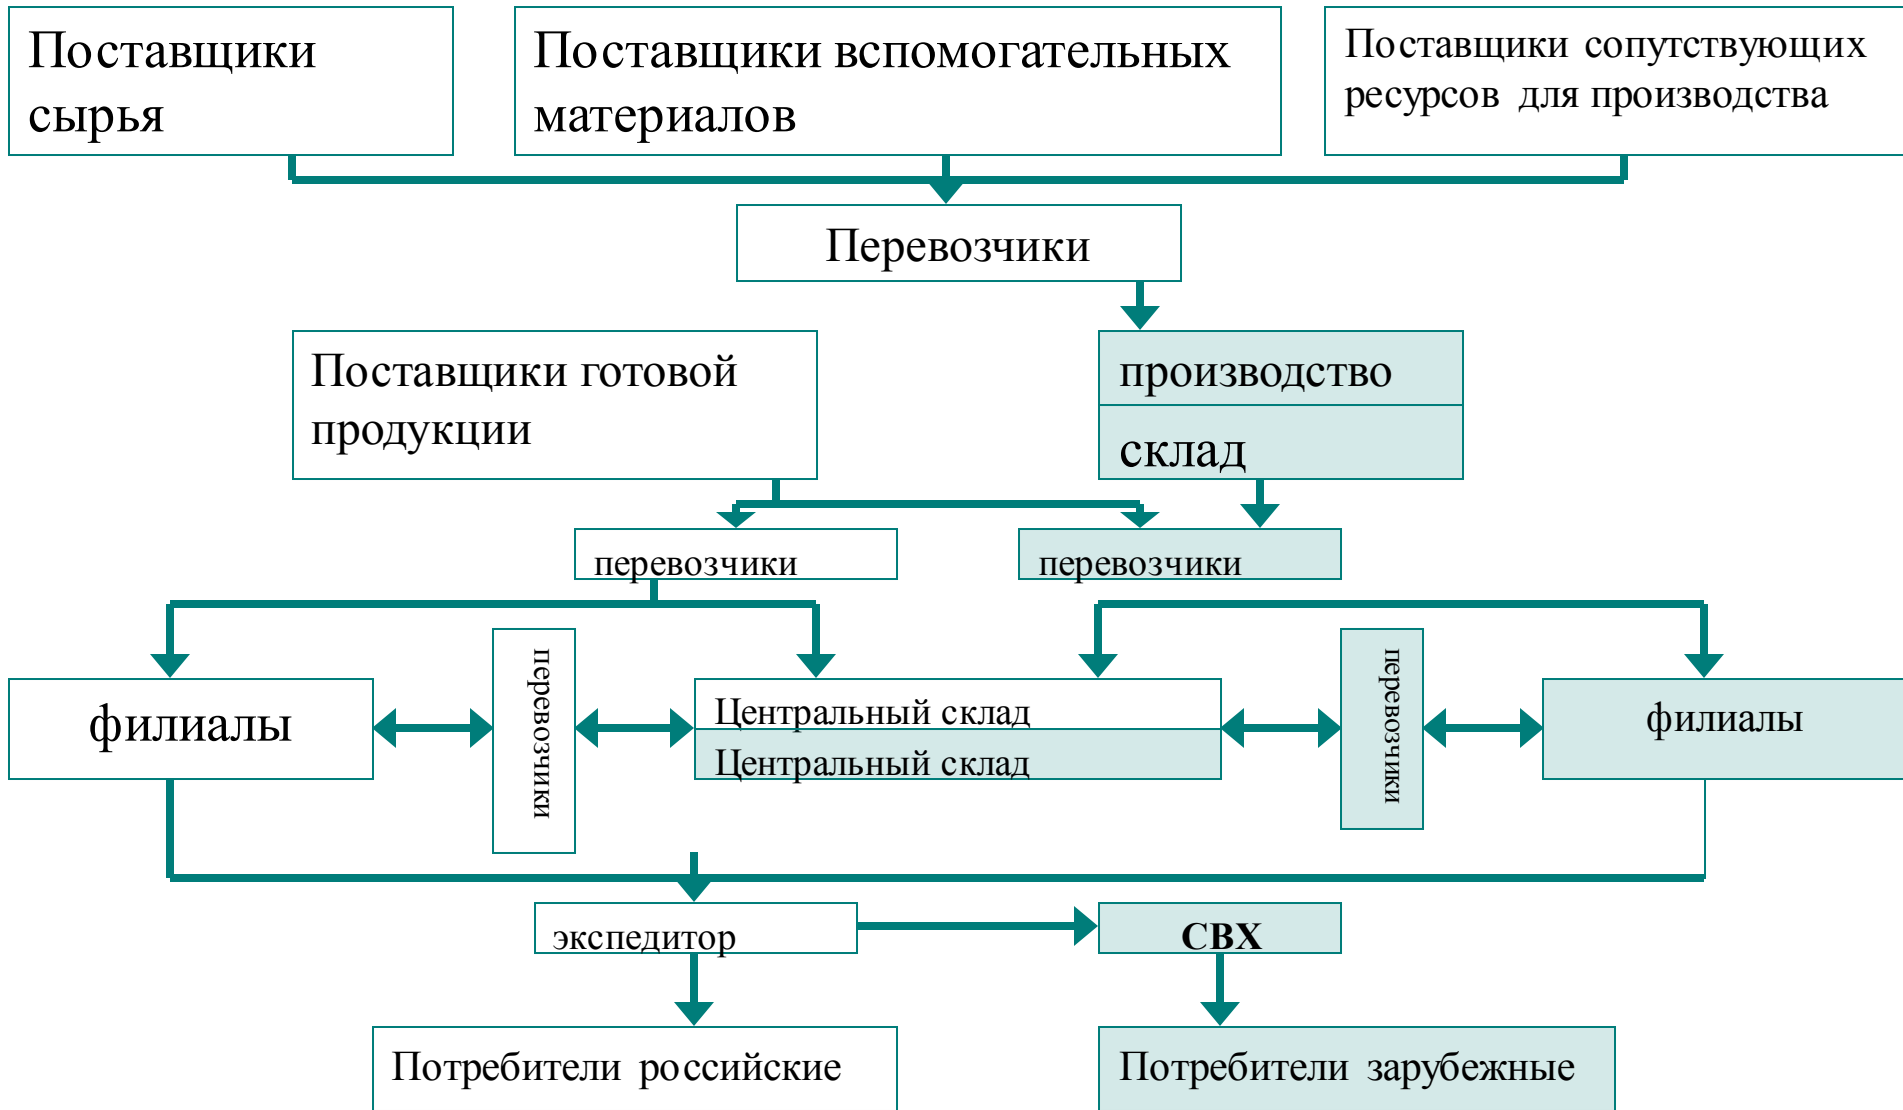 Поставщики
сырья
Поставщики вспомогательных
материалов
Поставщики сопутствующих
ресурсов для производства
Перевозчики
Поставщики готовой
продукции
производство
склад
перевозчики
перевозчики
филиалы
перевозчики
Центральный склад
Центральный склад
перевозчики
филиалы
экспедитор
СВХ
Потребители российские
Потребители зарубежные